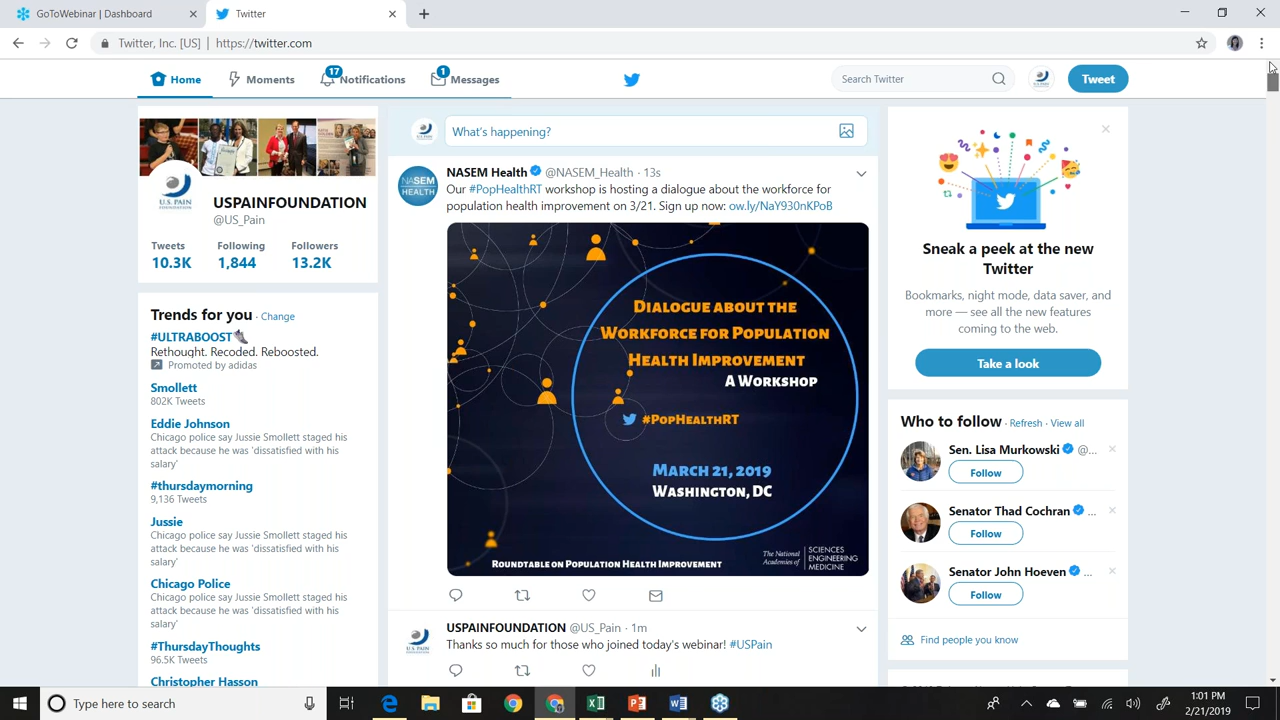 GoToWebinar | Dashboard
Twitter
Twitter, Inc. [US] | https://twitter.com
Home
Moments
17
Notifications
1
Messages
Search Twitter
Tweet
U.S. PAIN
FOUNDATION
USPAINFOUNDATION
@US_Pain
Tweets Following Followers
10.3K 1,844 13.2K
Trends for you · Change
#ULTRABOOST
Rethought. Recoded. Reboosted.
Promoted by adidas
Smollett
802K Tweets
Eddie Johnson
Chicago police say Jussie Smollett staged his
attack because he was 'dissatisfied with his
salary'
#thursdaymorning
9,136 Tweets
Jussie
Chicago police say Jussie Smollett staged his
attack because he was 'dissatisfied with his
salary'
Chicago Police
Chicago police say Jussie Smollett staged his
attack because he was 'dissatisfied with his
salary'
#ThursdayThoughts
96.5K Tweets
Christopher Hasson
What's happening?
NASEM
HEALTH
NASEM Health @NASEM_Health · 13s
Our #PopHealthRT workshop is hosting a dialogue about the workforce for
population health improvement on 3/21. Sign up now: ow.ly/NaY930nKPoB
DIALOGUE ABOUT THE
WORKFORCE FOR POPULATION
HEALTH IMPROVEMENT
A WORKSHOP
#POPHEALTHRT
MARCH 21, 2019
WASHINGTON, DC
ROUNDTABLE ON POPULATION HEALTH IMPROVEMENT
The National Academies of
SCIENCES
ENGINEERING
MEDICINE
U.S. PAIN
USPAINFOUNDATION @US_Pain · 1m
Thanks so much for those who joined today's webinar! #USPain
Sneak a peek at the new
Twitter
Bookmarks, night mode, data saver, and
more — see all the new features
coming to the web.
Take a look
Who to follow · Refresh · View all
Sen. Lisa Murkowski @...
Follow
Senator Thad Cochran ...
Follow
Senator John Hoeven ...
Follow
Find people you know
Type here to search
1:01 PM
2/21/2019